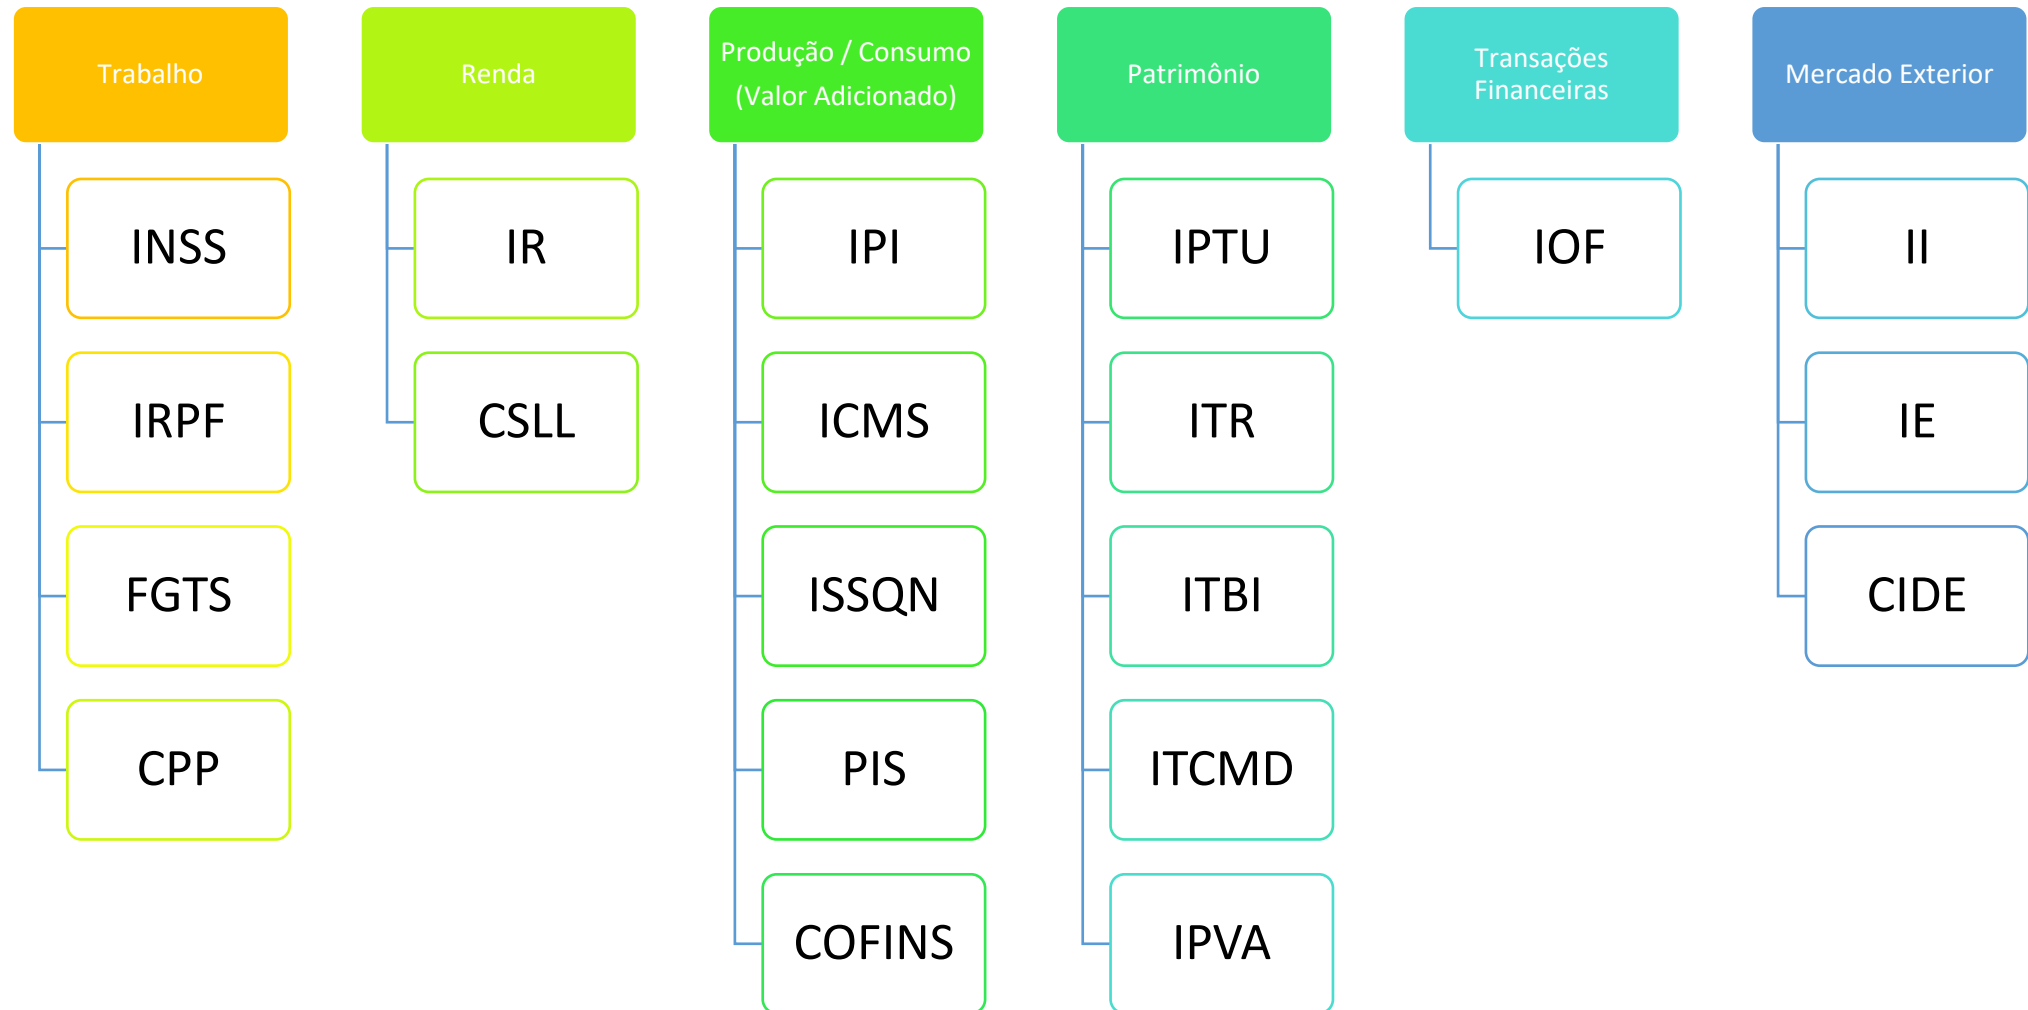 Trabalho
INSS
IRPF
FGTS
CPP
Renda
IR
CSLL
Produção / Consumo
(Valor Adicionado)
IPI
ICMS
ISSQN
PIS
COFINS
Patrimônio
IPTU
ITR
ITBI
ITCMD
IPVA
Transações
Financeiras
IOF
Mercado Exterior
II
IE
CIDE